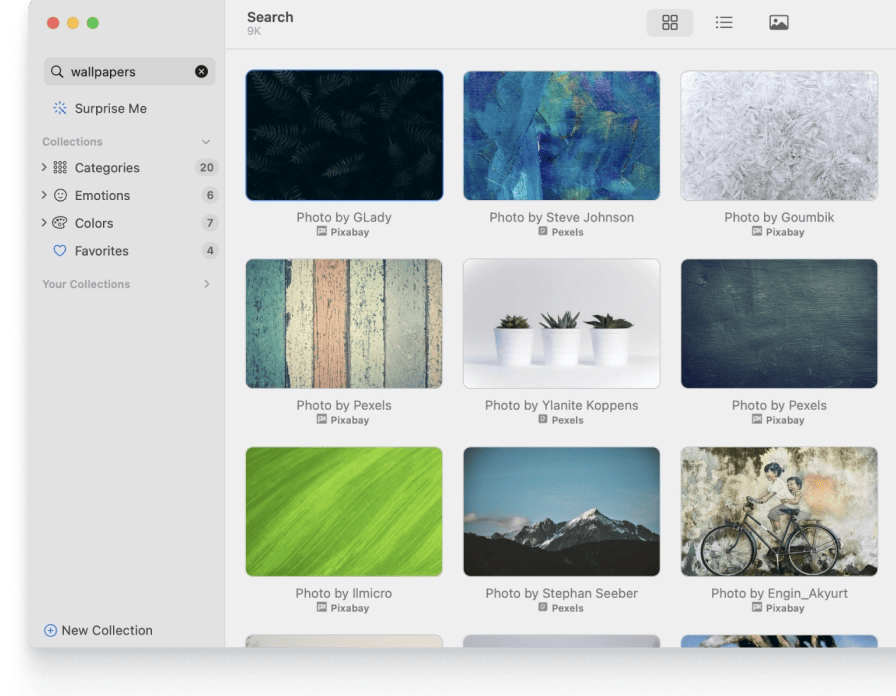 Search
9K
wallpapers
Surprise Me
Collections
Categories 20
Emotions 6
Colors 7
Favorites 4
Your Collections
New Collection
Photo by GLady
Pixabay
Photo by Steve Johnson
Pexels
Photo by Goumbik
Pixabay
Photo by Pexels
Pixabay
Photo by Ylanite Koppens
Pexels
Photo by Pexels
Pixabay
Photo by Ilmicro
Pixabay
Photo by Stephan Seeber
Pexels
Photo by Engin_Akyurt
Pixabay